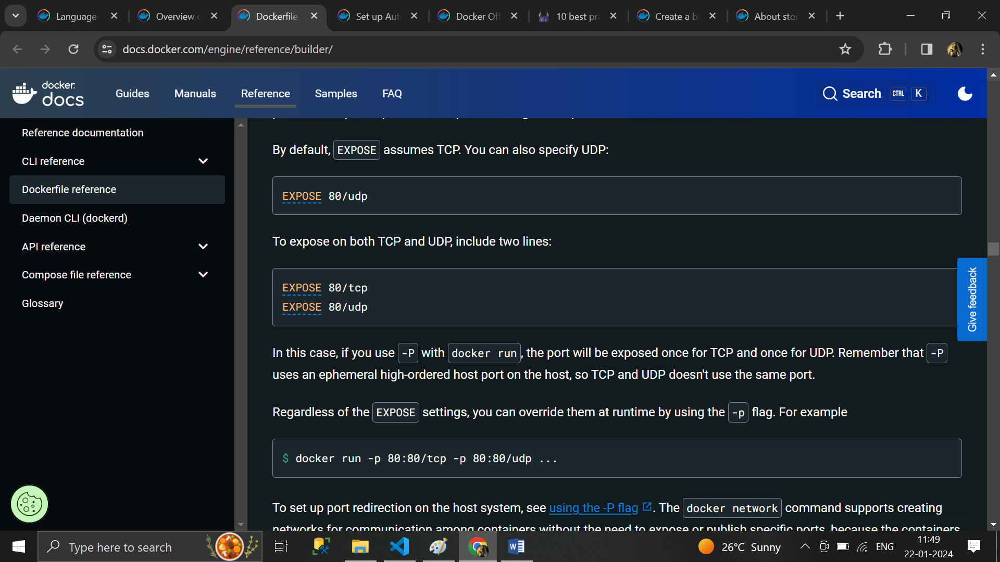 Language-
Overview c
Dockerfile
Set up Aut
Docker Off
10 best pra
Create a ba
About stor
docs.docker.com/engine/reference/builder/
docker
docs
Guides
Manuals
Reference
Samples
FAQ
Search
CTRL
K
Reference documentation
CLI reference
Dockerfile reference
Daemon CLI (dockerd)
API reference
Compose file reference
Glossary
By default, EXPOSE assumes TCP. You can also specify UDP:
EXPOSE 80/udp
To expose on both TCP and UDP, include two lines:
EXPOSE 80/tcp
EXPOSE 80/udp
In this case, if you use -P with docker run, the port will be exposed once for TCP and once for UDP. Remember that -P
uses an ephemeral high-ordered host port on the host, so TCP and UDP doesn't use the same port.
Regardless of the EXPOSE settings, you can override them at runtime by using the -p flag. For example
$ docker run -p 80:80/tcp -p 80:80/udp ...
To set up port redirection on the host system, see using the -P flag. The docker network command supports creating
networks for communication among containers without the need to expose or publish specific ports, because the containers
Give feedback
Type here to search
26°C Sunny
ENG
11:49
22-01-2024